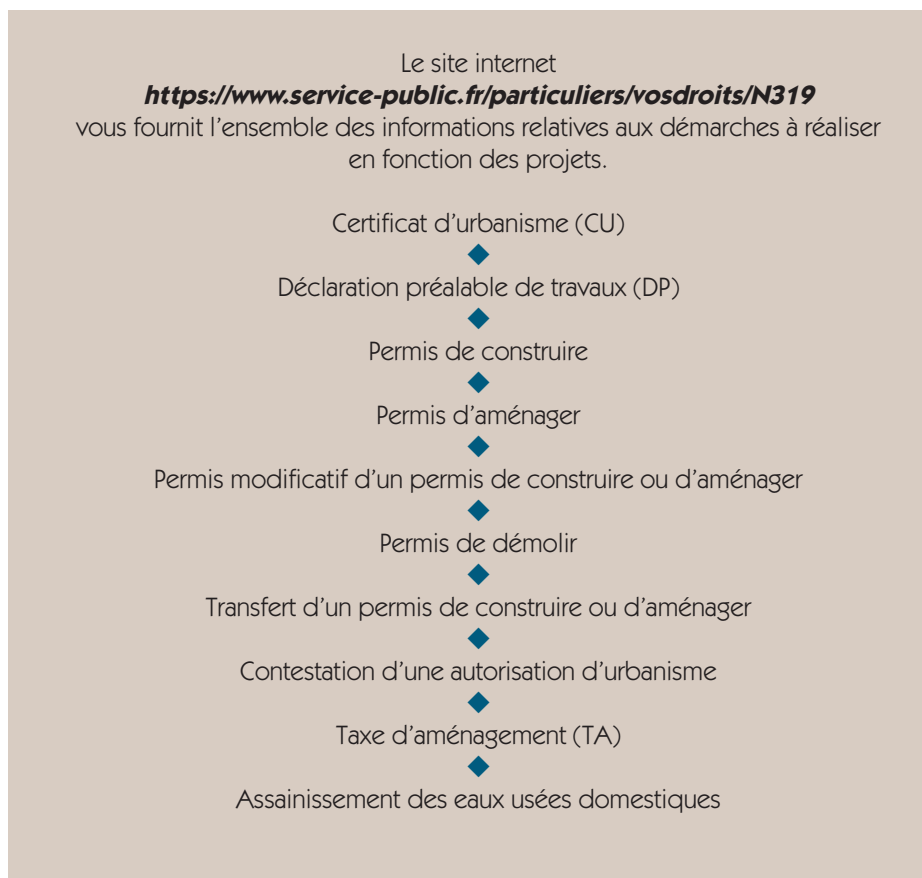 Le site internet
https://www.service-public.fr/particuliers/vosdroits/N319
vous fournit l’ensemble des informations relatives aux démarches à réaliser
en fonction des projets.
Certificat d’urbanisme (CU)
Déclaration préalable de travaux (DP)
Permis de construire
Permis d’aménager
Permis modificatif d’un permis de construire ou d’aménager
Permis de démolir
Transfert d’un permis de construire ou d’aménager
Contestation d’une autorisation d’urbanisme
Taxe d’aménagement (TA)
Assainissement des eaux usées domestiques